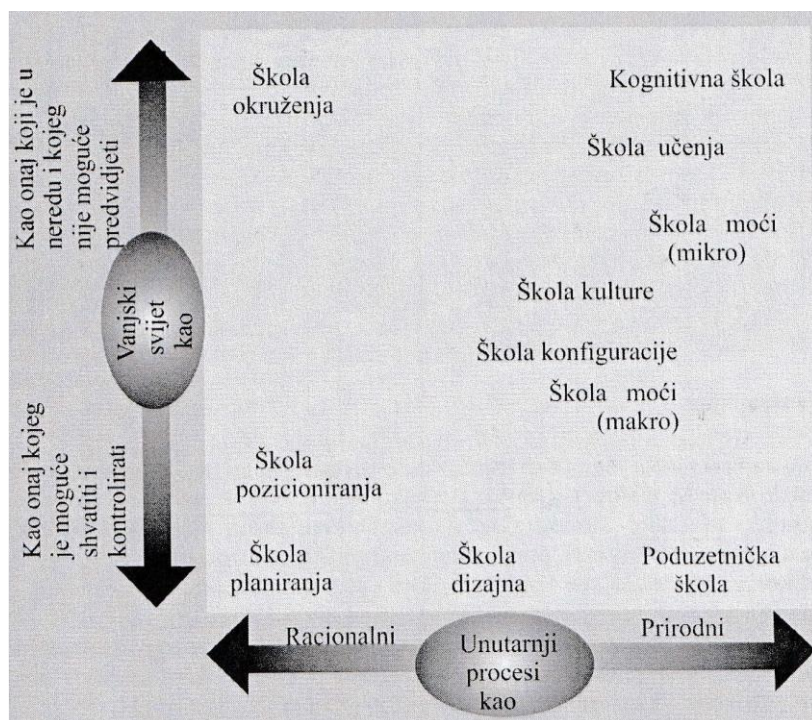 Kao onaj koji je u
neredu i kojeg
nije moguće
predvidjeti
Vanjski
svijet
kao
Kao onaj kojeg
je moguće
shvatiti i
kontrolirati
Škola
okruženja
Kognitivna škola
Škola učenja
Škola moći
(mikro)
Škola kulture
Škola konfiguracije
Škola moći
(makro)
Škola
pozicioniranja
Škola
planiranja
Škola
dizajna
Poduzetnička
škola
Racionalni
Unutarnji
procesi
kao
Prirodni